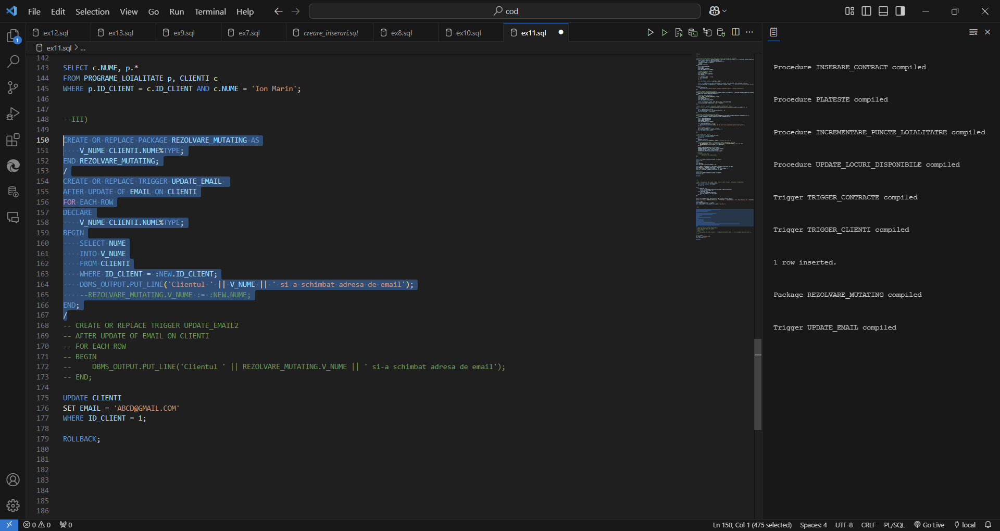 File Edit Selection View Go Run Terminal Help
cod
ex12.sql ex13.sql ex9.sql ex7.sql creare_inserari.sql ex8.sql ex10.sql ex11.sql
ex11.sql > ...
142
143 SELECT c.NUME, p.*
144 FROM PROGRAME_LOIALITATE p, CLIENTI c
145 WHERE p.ID_CLIENT = c.ID_CLIENT AND c.NUME = 'Ion Marin';
146
147
148 --III)
149
150 CREATE OR REPLACE PACKAGE REZOLVARE_MUTATING AS
151 V_NUME CLIENTI.NUME%TYPE;
152 END REZOLVARE_MUTATING;
153 /
154 CREATE OR REPLACE TRIGGER UPDATE_EMAIL
155 AFTER UPDATE OF EMAIL ON CLIENTI
156 FOR EACH ROW
157 DECLARE
158 V_NUME CLIENTI.NUME%TYPE;
159 BEGIN
160 SELECT NUME
161 INTO V_NUME
162 FROM CLIENTI
163 WHERE ID_CLIENT = :NEW.ID_CLIENT;
164 DBMS_OUTPUT.PUT_LINE('Clientul ' || V_NUME || ' si-a schimbat adresa de email');
165 --REZOLVARE_MUTATING.V_NUME := :NEW.NUME;
166 END;
167 /
168 -- CREATE OR REPLACE TRIGGER UPDATE_EMAIL2
169 -- AFTER UPDATE OF EMAIL ON CLIENTI
170 -- FOR EACH ROW
171 -- BEGIN
172 --     DBMS_OUTPUT.PUT_LINE('Clientul ' || REZOLVARE_MUTATING.V_NUME || ' si-a schimbat adresa de email');
173 -- END;
174
175 UPDATE CLIENTI
176 SET EMAIL = 'ABCD@GMAIL.COM'
177 WHERE ID_CLIENT = 1;
178
179 ROLLBACK;
180
181
182
183
184
185
186
Procedure INSERARE_CONTRACT compiled
Procedure PLATESTE compiled
Procedure INCREMENTARE_PUNCTE_LOIALITATRE compiled
Procedure UPDATE_LOCURI_DISPONIBILE compiled
Trigger TRIGGER_CONTRACTE compiled
Trigger TRIGGER_CLIENTI compiled
1 row inserted.
Package REZOLVARE_MUTATING compiled
Trigger UPDATE_EMAIL compiled
1
0 0 0
Ln 150, Col 1 (475 selected) Spaces: 4 UTF-8 CRLF PL/SQL Go Live local